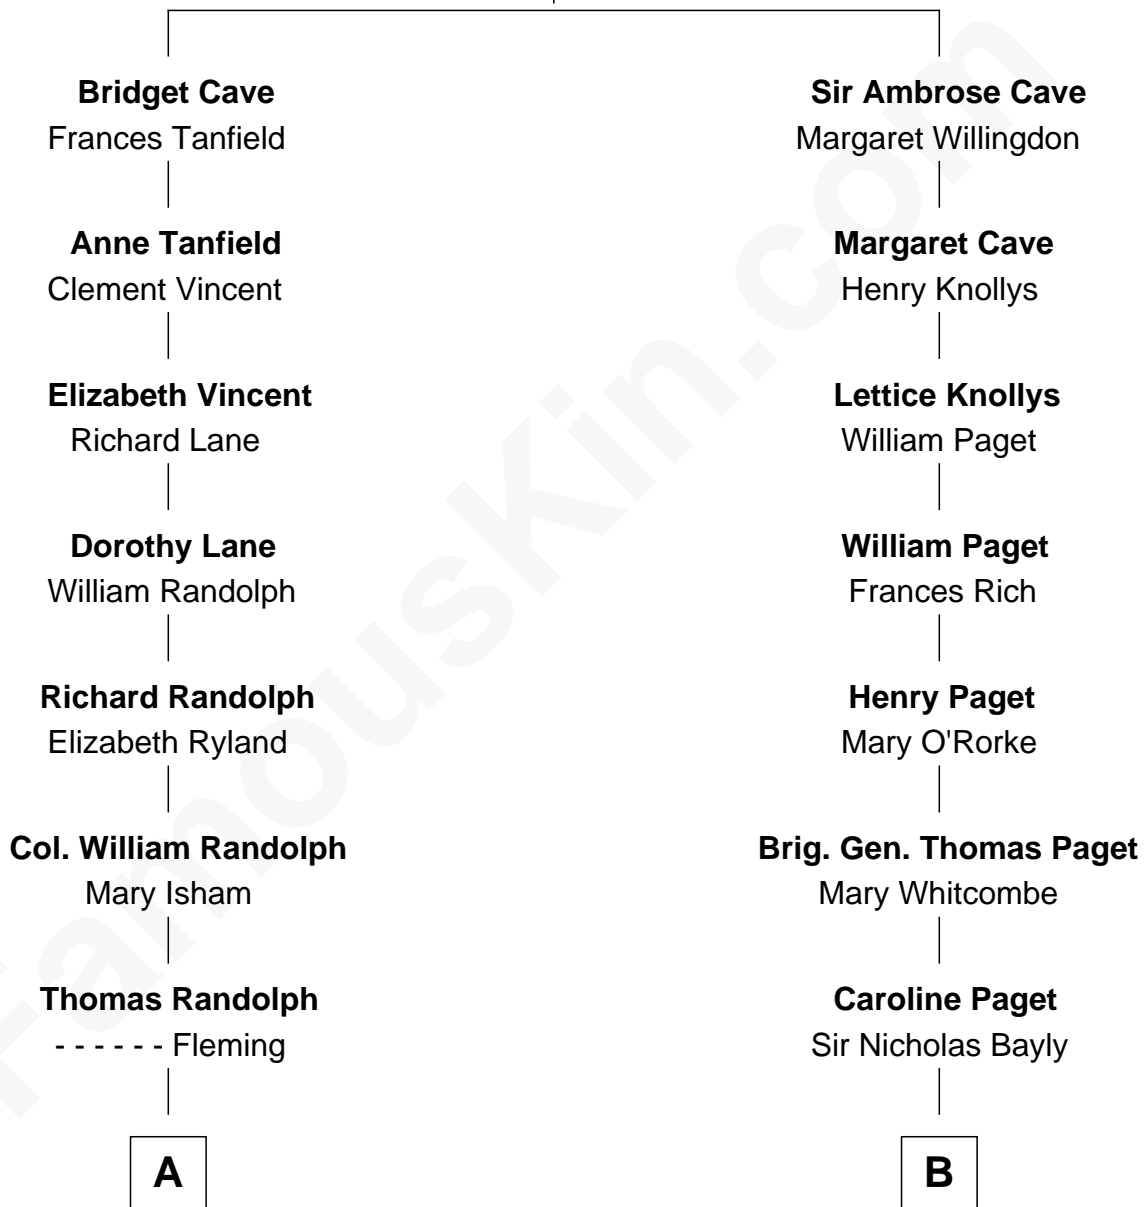 Bridget Cave
Frances Tanfield
Sir Ambrose Cave
Margaret Willingdon
Anne Tanfield
Clement Vincent
Margaret Cave
Henry Knollys
Elizabeth Vincent
Richard Lane
Lettice Knollys
William Paget
Dorothy Lane
William Randolph
William Paget
Frances Rich
Richard Randolph
Elizabeth Ryland
Henry Paget
Mary O'Rorke
Col. William Randolph
Mary Isham
Brig. Gen. Thomas Paget
Mary Whitcombe
Thomas Randolph
- - - - - - Fleming
Caroline Paget
Sir Nicholas Bayly
A
B
FamousKin.com